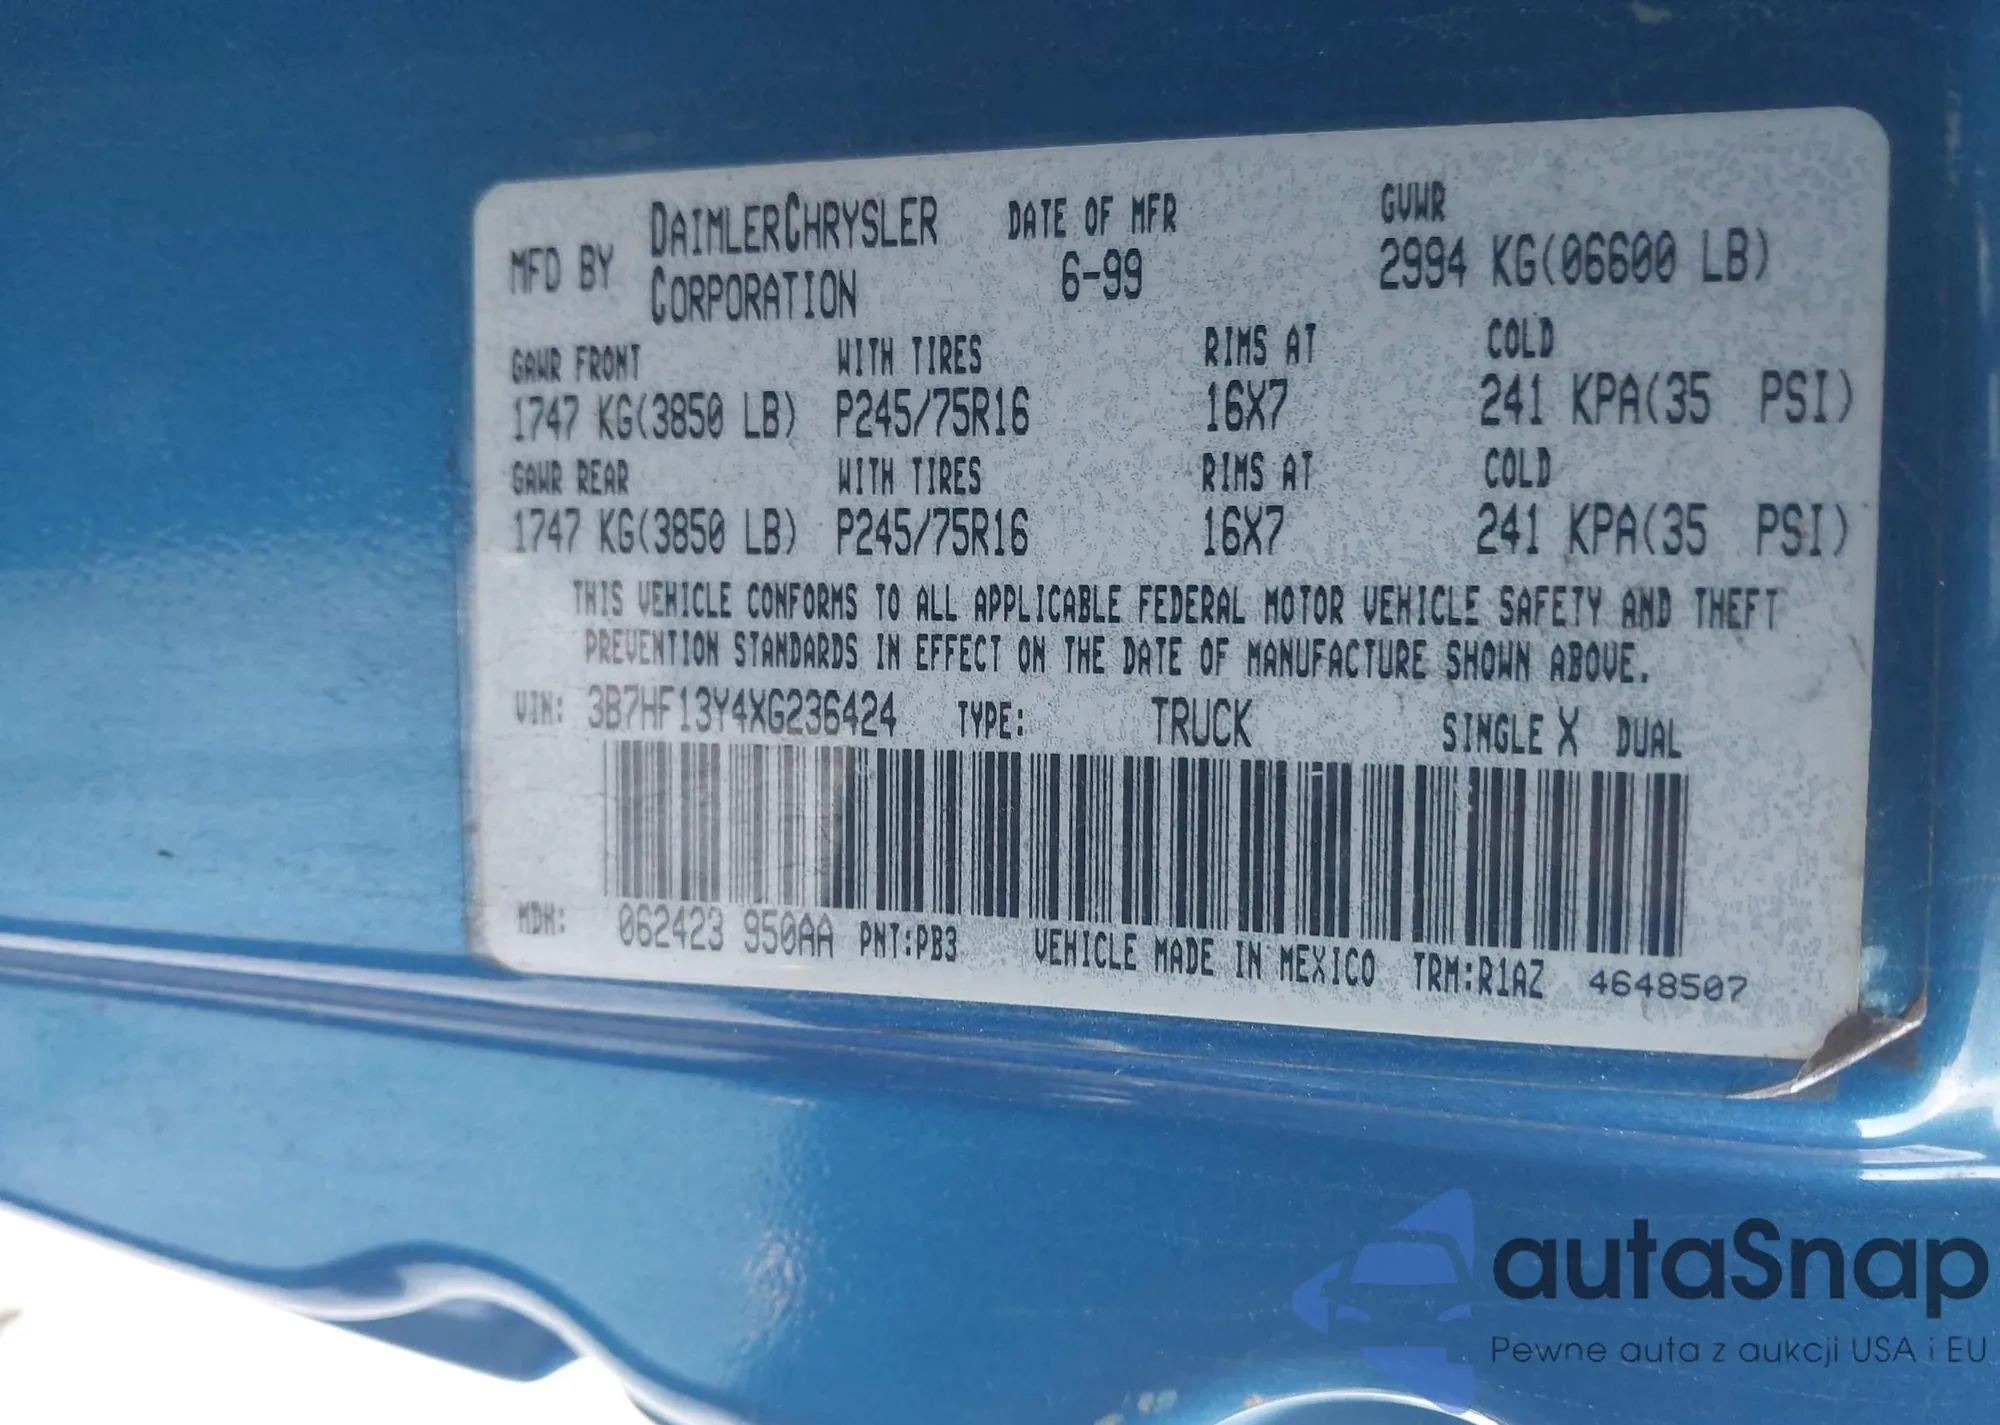 MFD BY DAIMLERCHRYSLER CORPORATION DATE OF MFR 6-99 GVWR 2994 KG(06600 LB)
GAWR FRONT WITH TIRES RIMS AT COLD
1747 KG(3850 LB) P245/75R16 16X7 241 KPA(35 PSI)
GAWR REAR WITH TIRES RIMS AT COLD
1747 KG(3850 LB) P245/75R16 16X7 241 KPA(35 PSI)
THIS VEHICLE CONFORMS TO ALL APPLICABLE FEDERAL MOTOR VEHICLE SAFETY AND THEFT
PREVENTION STANDARDS IN EFFECT ON THE DATE OF MANUFACTURE SHOWN ABOVE.
VIN: 3B7HF13Y4XG236424 TYPE: TRUCK SINGLE X DUAL
MDH: 062423 950AA PNT:PB3 VEHICLE MADE IN MEXICO TRM:R1AZ 4648507
autaSnap
Pewne auta z aukcji USA i EU